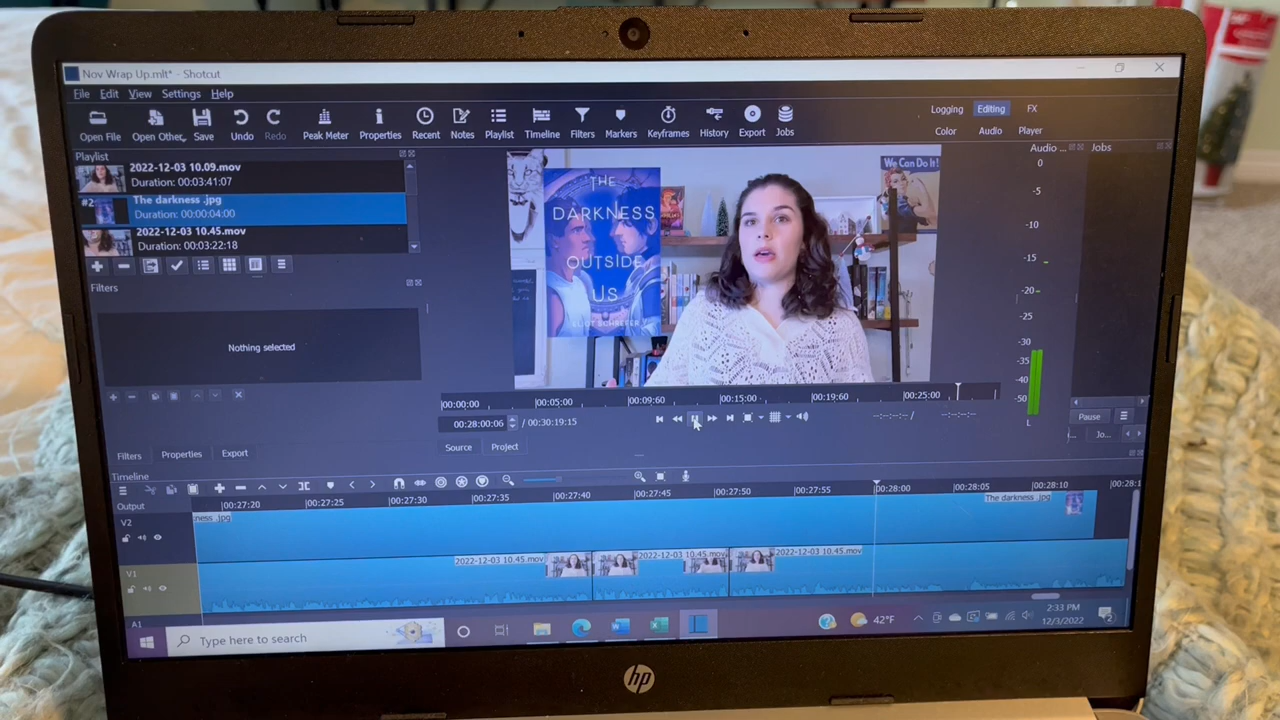 Nov Wrap Up.mlt* - Shotcut
File Edit View Settings Help
Open File Open Other... Save Undo Redo Peak Meter Properties Recent Notes Playlist Timeline Filters Markers Keyframes History Export Jobs
Logging Editing FX
Color Audio Player
Playlist
2022-12-03 10.09.mov
Duration: 00:03:41:07
#2
The darkness .jpg
Duration: 00:00:04:00
2022-12-03 10.45.mov
Duration: 00:03:22:18
Filters
Nothing selected
Filters Properties Export
We Can Do It!
THE
DARKNESS
OUTSIDE
US
ELIOT SCHREFER
Audio ...
0
-5
-10
-15
-20
-25
-30
-35
-40
-50
L
Jobs
Pause
Jo...
|00:00:00 |00:05:00 |00:09:60 |00:15:00 |00:19:60 |00:25:00
00:28:00:06 / 00:30:19:15
--:--:--:-- / --:--:--:--
Source Project
Timeline
Output
|00:27:20 |00:27:25 |00:27:30 |00:27:35 |00:27:40 |00:27:45 |00:27:50 |00:27:55 |00:28:00 |00:28:05 |00:28:10 |00:28:1
V2
ness .jpg
The darkness .jpg
V1
2022-12-03 10.45.mov
2022-12-03 10.45.mov
2022-12-03 10.45.mov
A1
Type here to search
42°F
2:33 PM
12/3/2022
2
hp